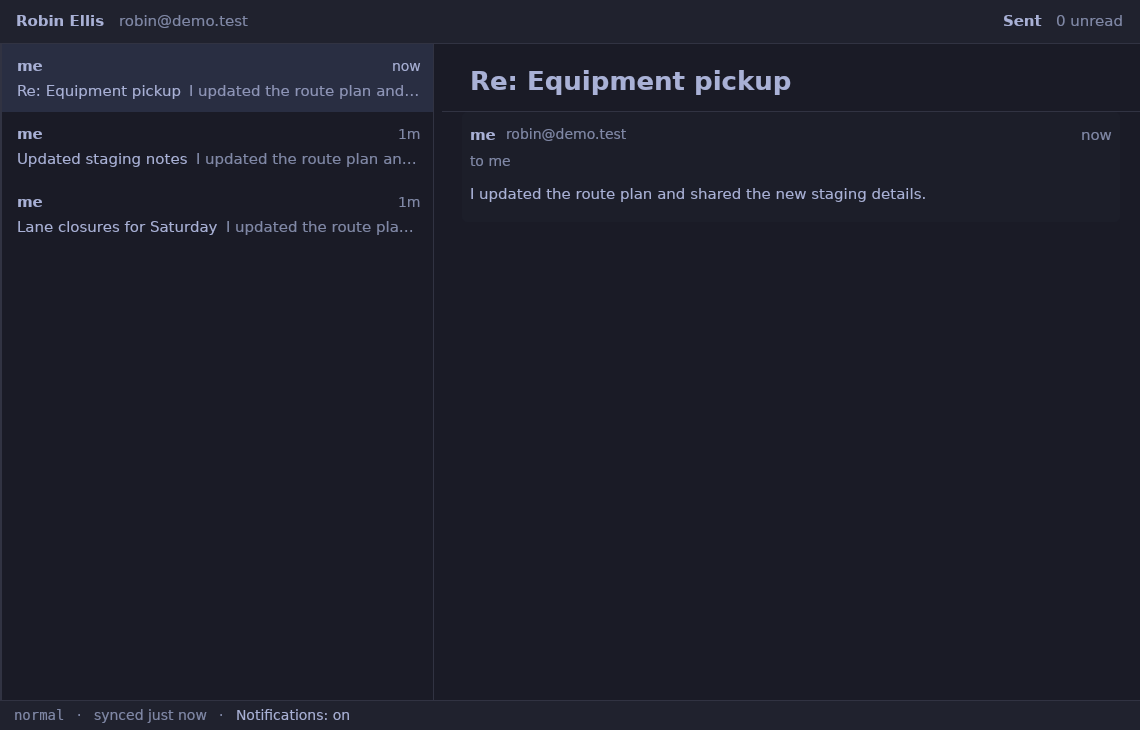 Robin Ellis robin@demo.test Sent 0 unread
me now
Re: Equipment pickup I updated the route plan and…
me 1m
Updated staging notes I updated the route plan an…
me 1m
Lane closures for Saturday I updated the route pla…
Re: Equipment pickup
me robin@demo.test now
to me
I updated the route plan and shared the new staging details.
normal · synced just now · Notifications: on